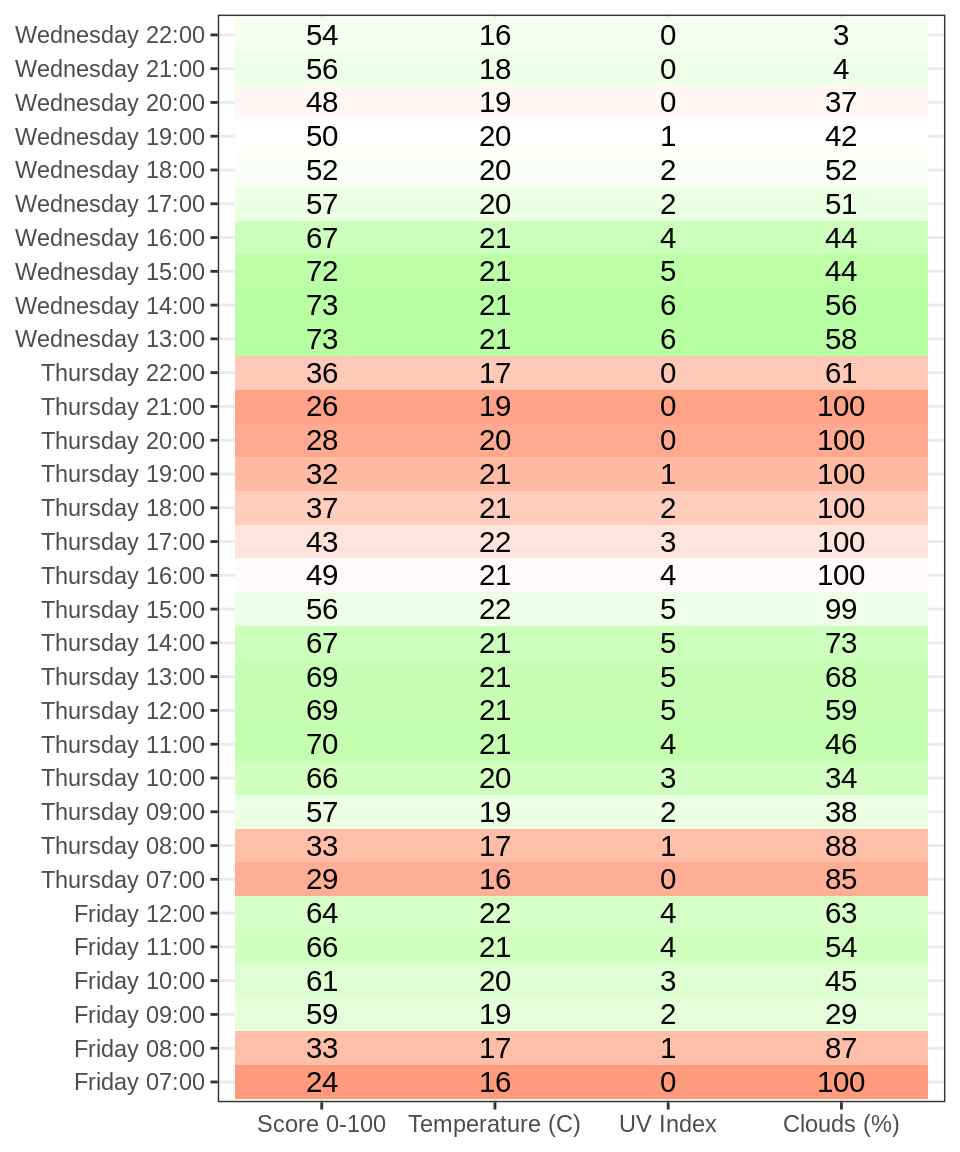 Wednesday 22:00 54 16 0 3
Wednesday 21:00 56 18 0 4
Wednesday 20:00 48 19 0 37
Wednesday 19:00 50 20 1 42
Wednesday 18:00 52 20 2 52
Wednesday 17:00 57 20 2 51
Wednesday 16:00 67 21 4 44
Wednesday 15:00 72 21 5 44
Wednesday 14:00 73 21 6 56
Wednesday 13:00 73 21 6 58
Thursday 22:00 36 17 0 61
Thursday 21:00 26 19 0 100
Thursday 20:00 28 20 0 100
Thursday 19:00 32 21 1 100
Thursday 18:00 37 21 2 100
Thursday 17:00 43 22 3 100
Thursday 16:00 49 21 4 100
Thursday 15:00 56 22 5 99
Thursday 14:00 67 21 5 73
Thursday 13:00 69 21 5 68
Thursday 12:00 69 21 5 59
Thursday 11:00 70 21 4 46
Thursday 10:00 66 20 3 34
Thursday 09:00 57 19 2 38
Thursday 08:00 33 17 1 88
Thursday 07:00 29 16 0 85
Friday 12:00 64 22 4 63
Friday 11:00 66 21 4 54
Friday 10:00 61 20 3 45
Friday 09:00 59 19 2 29
Friday 08:00 33 17 1 87
Friday 07:00 24 16 0 100
Score 0-100 Temperature (C) UV Index Clouds (%)